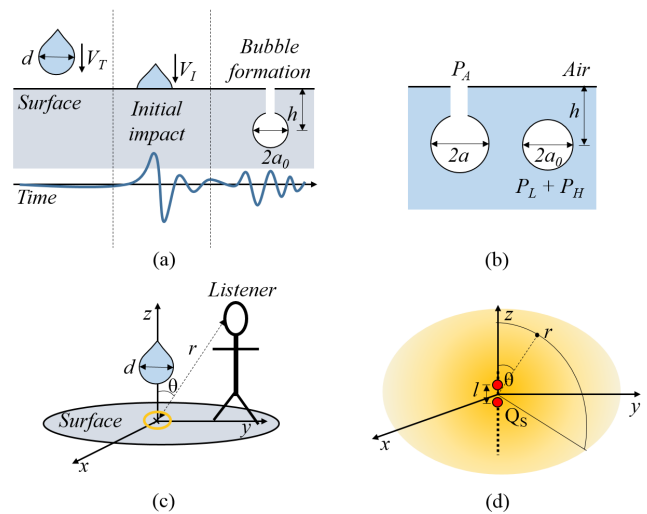 d
V_T
V_I
Bubble
formation
Surface
Initial
impact
h
2a_0
Time
(a)
P_A
Air
h
2a
2a_0
P_L + P_H
(b)
Listener
z
r
d
θ
Surface
y
x
(c)
z
r
θ
l
Q_S
y
x
(d)